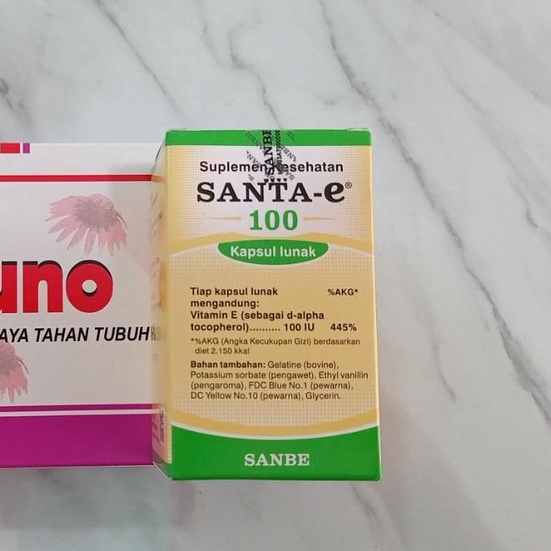 SANBE
Suplemen Kesehatan
SANTA-e®
100
Kapsul lunak
Tiap kapsul lunak %AKG*
mengandung:
Vitamin E (sebagai d-alpha
tocopherol).......... 100 IU 445%
*%AKG (Angka Kecukupan Gizi) berdasarkan
diet 2.150 kkal
Bahan tambahan: Gelatine (bovine),
Potassium sorbate (pengawet), Ethyl vanillin
(pengaroma), FDC Blue No.1 (pewarna),
DC Yellow No.10 (pewarna), Glycerin.
SANBE
uno
AYA TAHAN TUBUH